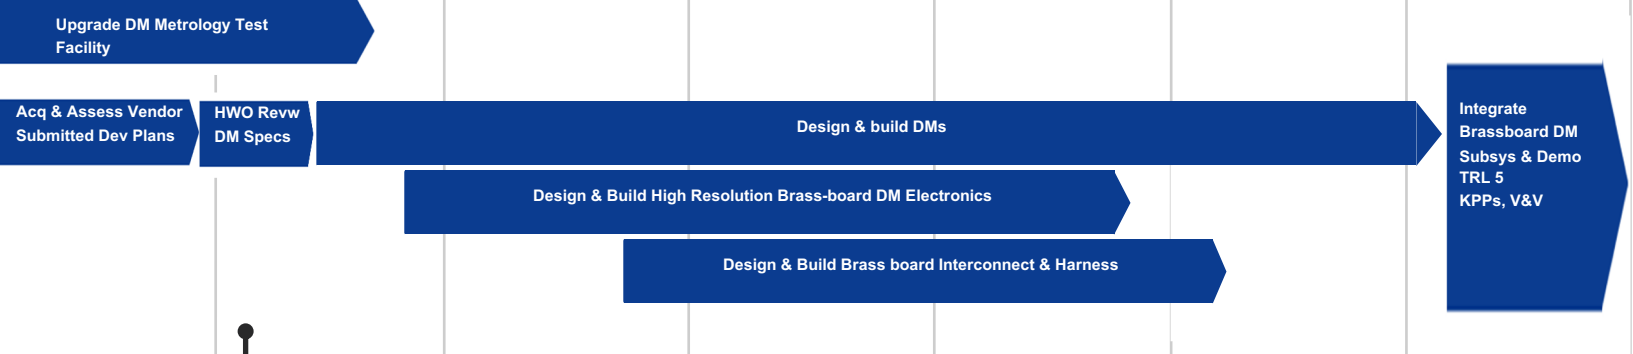 Upgrade DM Metrology Test
Facility
Acq & Assess Vendor
Submitted Dev Plans
HWO Revw
DM Specs
Design & build DMs
Design & Build High Resolution Brass-board DM Electronics
Design & Build Brass board Interconnect & Harness
Integrate
Brassboard DM
Subsys & Demo
TRL 5
KPPs, V&V